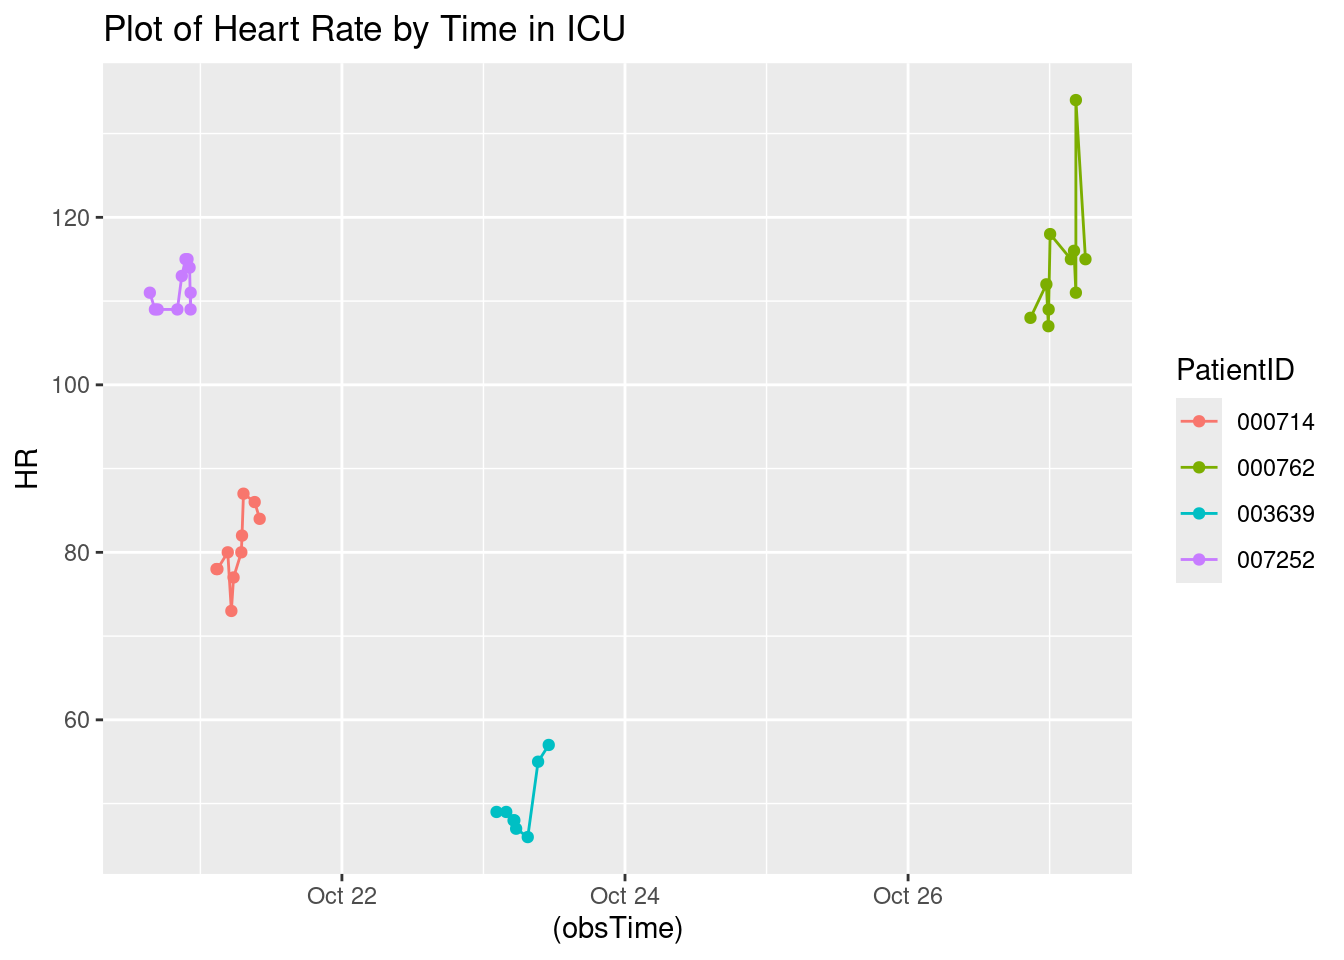 Plot of Heart Rate by Time in ICU
HR
120
100
80
60
Oct 22
Oct 24
Oct 26
(obsTime)
PatientID
000714
000762
003639
007252